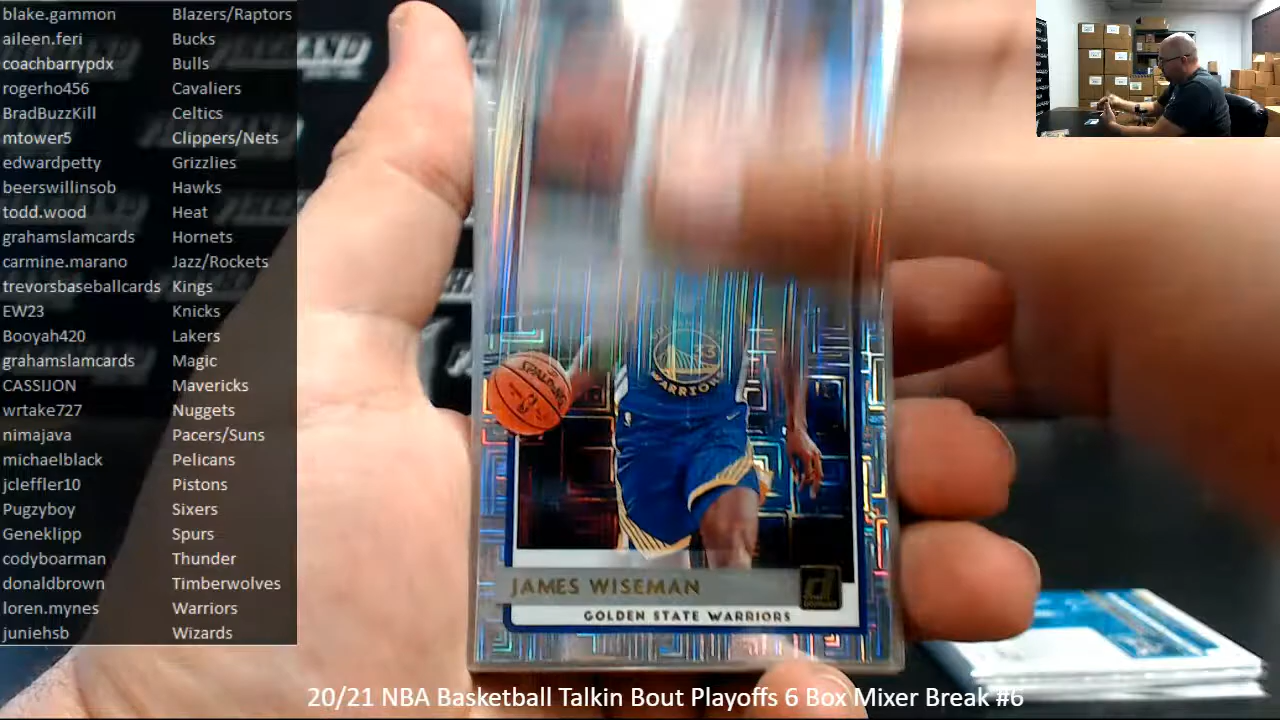 blake.gammon Blazers/Raptors
aileen.feri Bucks
coachbarrypdx Bulls
rogerho456 Cavaliers
BradBuzzKill Celtics
mtower5 Clippers/Nets
edwardpetty Grizzlies
beerswillinsob Hawks
todd.wood Heat
grahamslamcards Hornets
carmine.marano Jazz/Rockets
trevorsbaseballcards Kings
EW23 Knicks
Booyah420 Lakers
grahamslamcards Magic
CASSIJON Mavericks
wrtake727 Nuggets
nimajava Pacers/Suns
michaelblack Pelicans
jcleffler10 Pistons
Pugzyboy Sixers
Geneklipp Spurs
codyboarman Thunder
donaldbrown Timberwolves
loren.mynes Warriors
juniehsb Wizards
SPALDING
WARRIORS
JAMES WISEMAN
GOLDEN STATE WARRIORS
20/21 NBA Basketball Talkin Bout Playoffs 6 Box Mixer Break #6